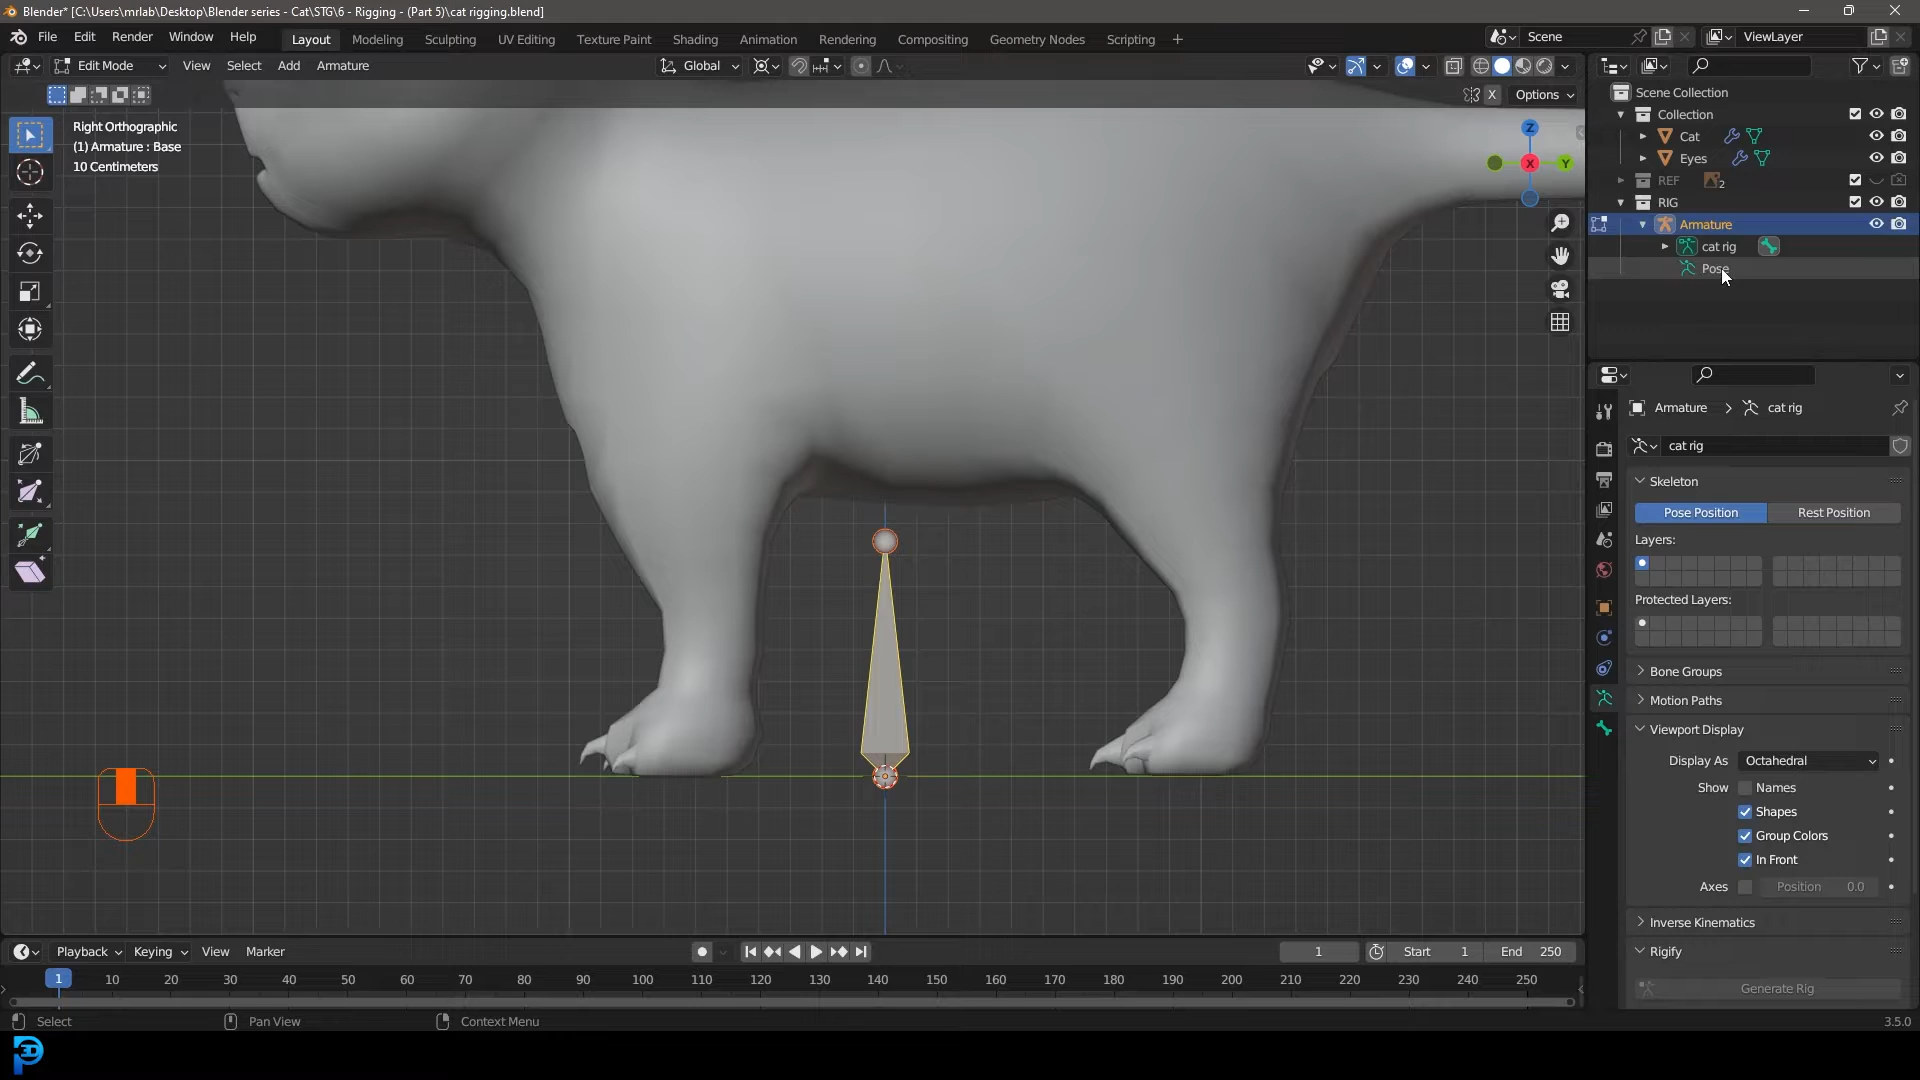 Blender* [C:\Users\mrlab\Desktop\Blender series - Cat\STG\6 - Rigging - (Part 5)\cat rigging.blend]
File Edit Render Window Help Layout Modeling Sculpting UV Editing Texture Paint Shading Animation Rendering Compositing Geometry Nodes Scripting + Scene ViewLayer
Edit Mode View Select Add Armature Global
X Options
Right Orthographic
(1) Armature : Base
10 Centimeters
Z
X
Y
Scene Collection
Collection
Cat
Eyes
REF 2
RIG
Armature
cat rig
Pose
Armature > cat rig
cat rig
Skeleton
Pose Position Rest Position
Layers:
Protected Layers:
Bone Groups
Motion Paths
Viewport Display
Display As Octahedral
Show Names
Shapes
Group Colors
In Front
Axes Position 0.0
Inverse Kinematics
Rigify
Generate Rig
Playback Keying View Marker 1 Start 1 End 250
1 10 20 30 40 50 60 70 80 90 100 110 120 130 140 150 160 170 180 190 200 210 220 230 240 250
Select Pan View Context Menu 3.5.0
3D